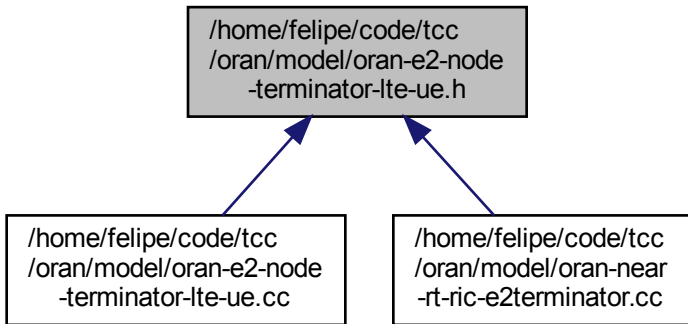 /home/felipe/code/tcc
/oran/model/oran-e2-node
-terminator-lte-ue.h
/home/felipe/code/tcc
/oran/model/oran-e2-node
-terminator-lte-ue.cc
/home/felipe/code/tcc
/oran/model/oran-near
-rt-ric-e2terminator.cc